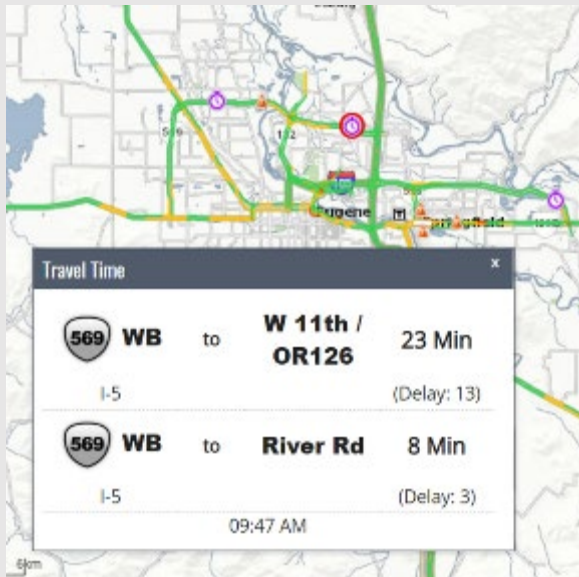 Eugene
Travel Time x
569 WB to W 11th /
OR126 23 Min
I-5 (Delay: 13)
569 WB to River Rd 8 Min
I-5 (Delay: 3)
09:47 AM
6km